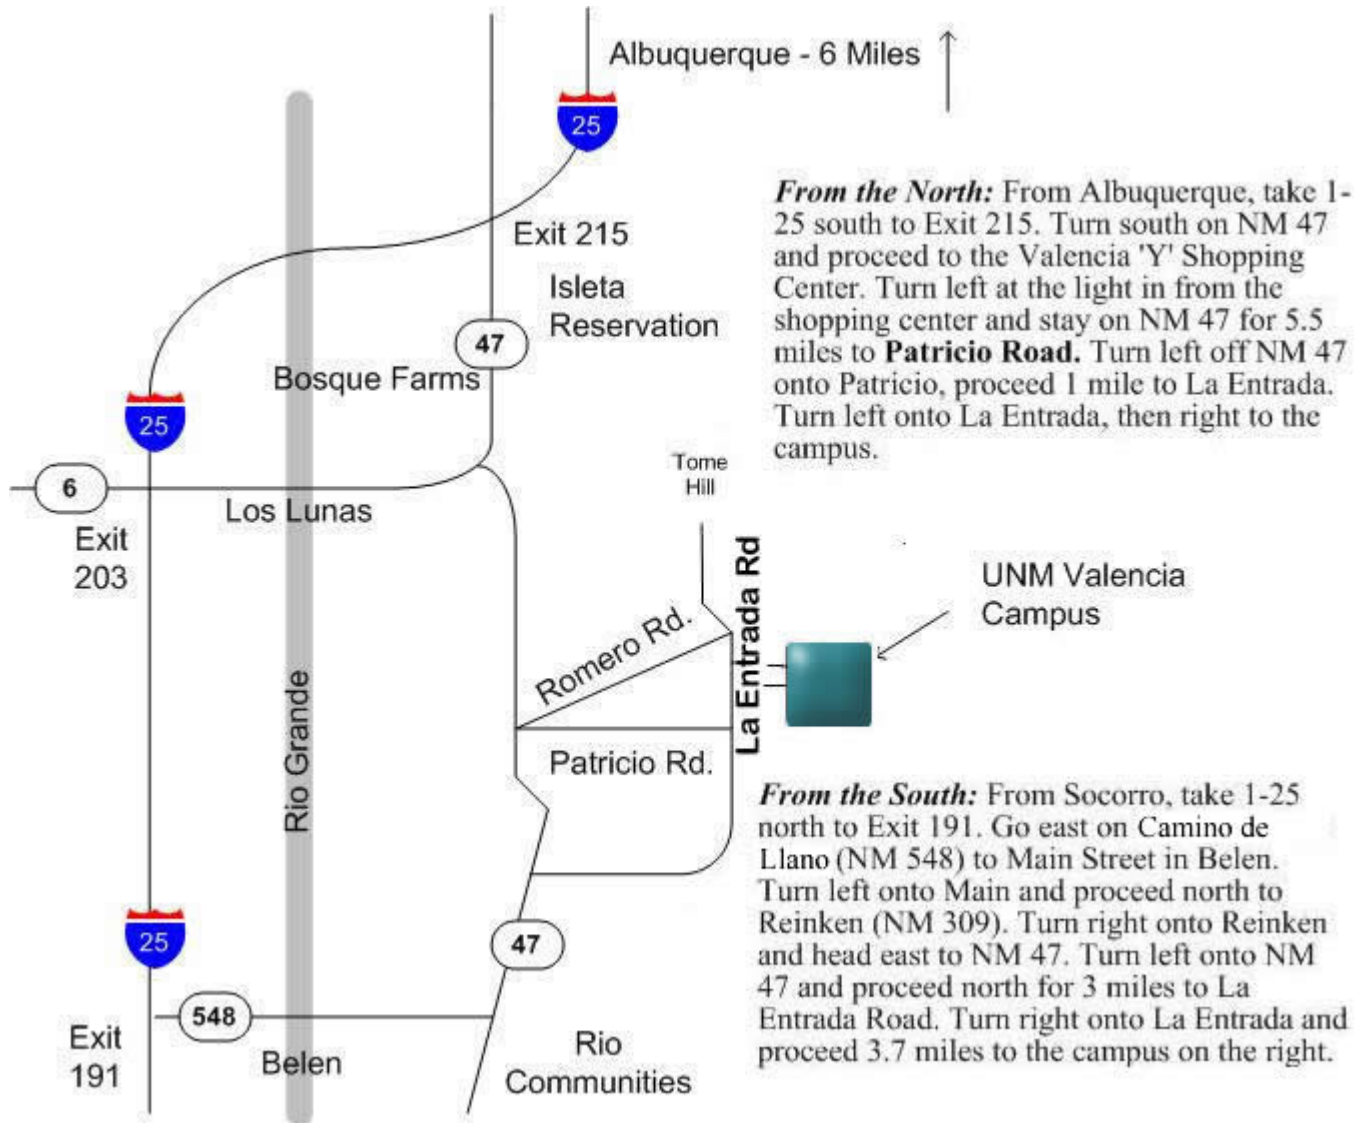 Albuquerque - 6 Miles
25
From the North: From Albuquerque, take 1-
25 south to Exit 215. Turn south on NM 47
and proceed to the Valencia 'Y' Shopping
Center. Turn left at the light in from the
shopping center and stay on NM 47 for 5.5
miles to Patricio Road. Turn left off NM 47
onto Patricio, proceed 1 mile to La Entrada.
Turn left onto La Entrada, then right to the
campus.
Exit 215
Isleta
Reservation
47
Bosque Farms
25
6
Los Lunas
Exit
203
Tome
Hill
La Entrada Rd
UNM Valencia
Campus
Romero Rd.
Rio Grande
Patricio Rd.
From the South: From Socorro, take 1-25
north to Exit 191. Go east on Camino de
Llano (NM 548) to Main Street in Belen.
Turn left onto Main and proceed north to
Reinken (NM 309). Turn right onto Reinken
and head east to NM 47. Turn left onto NM
47 and proceed north for 3 miles to La
Entrada Road. Turn right onto La Entrada and
proceed 3.7 miles to the campus on the right.
25
47
548
Exit
191
Belen
Rio
Communities